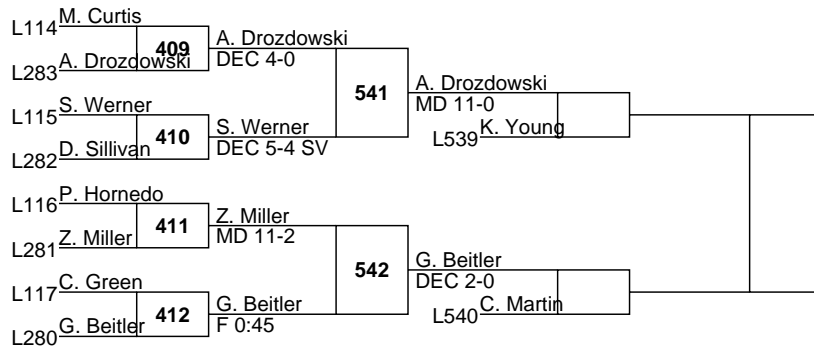 L114 M. Curtis
409
A. Drozdowski
DEC 4-0
L283 A. Drozdowski
541
A. Drozdowski
MD 11-0
L115 S. Werner
410
S. Werner
DEC 5-4 SV
L539 K. Young
L282 D. Sillivan
L116 P. Hornedo
411
Z. Miller
MD 11-2
L281 Z. Miller
542
G. Beitler
DEC 2-0
L117 C. Green
412
G. Beitler
F 0:45
L540 C. Martin
L280 G. Beitler